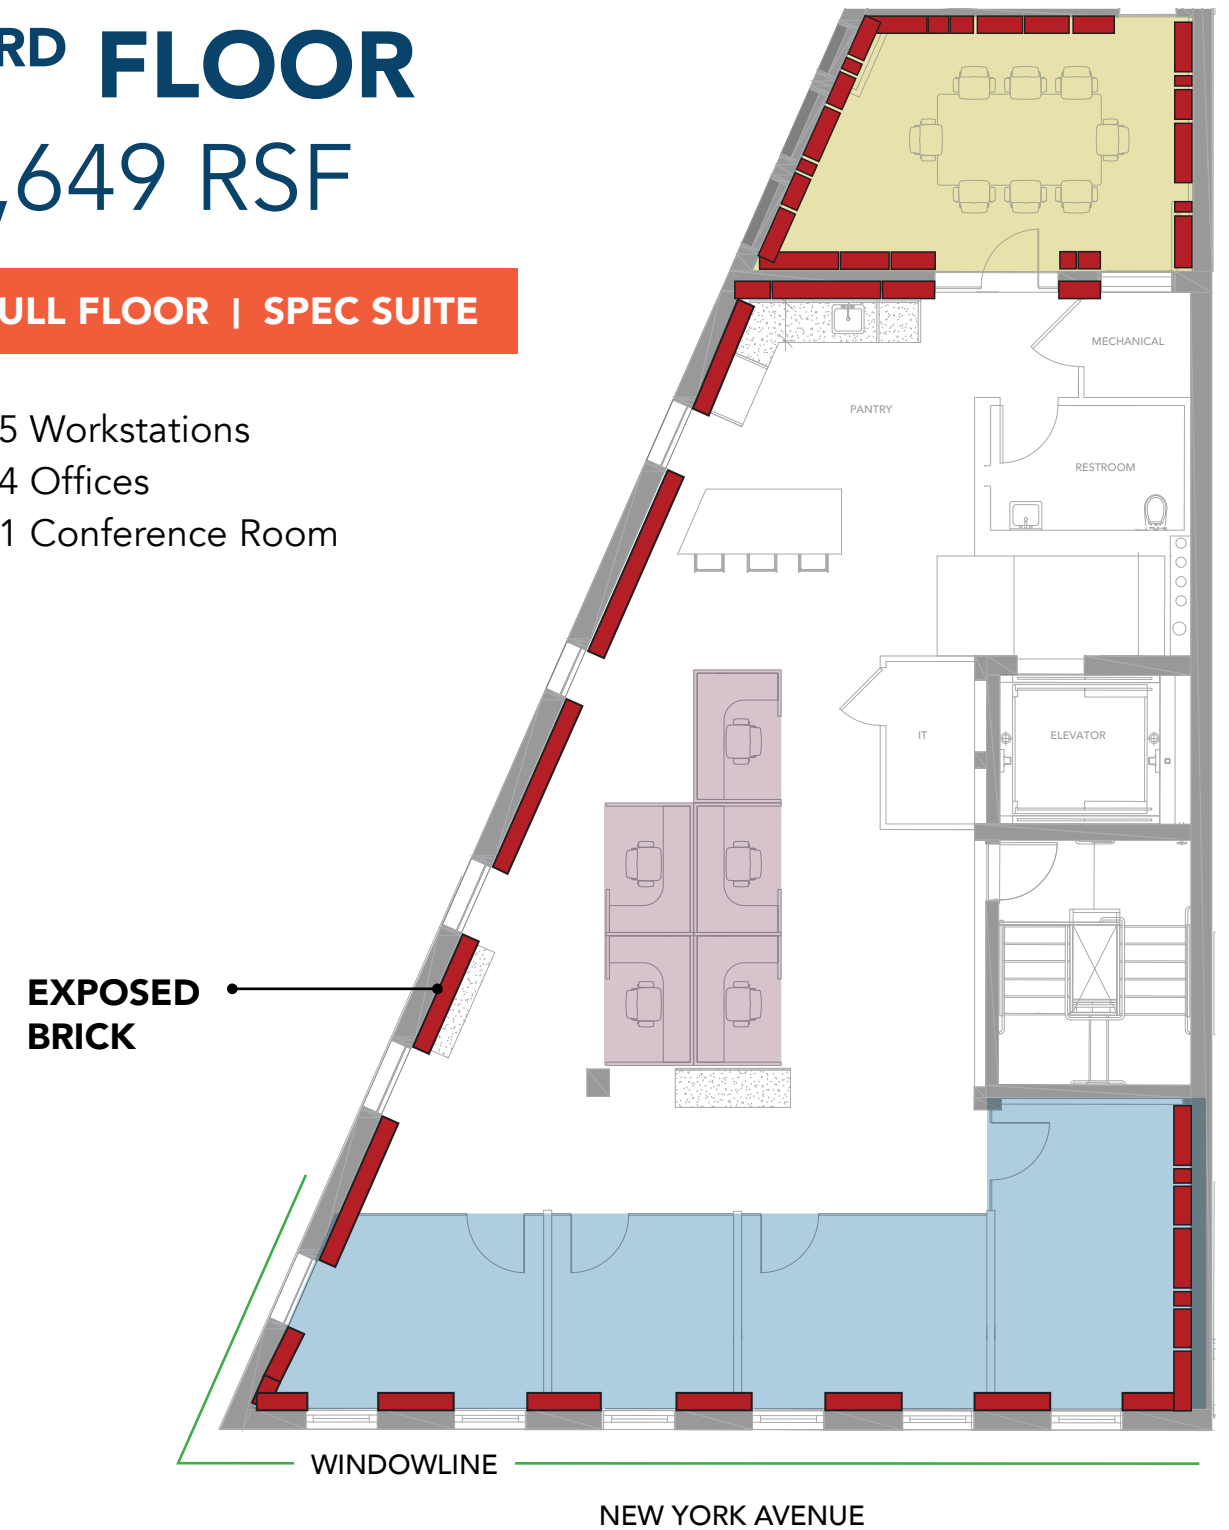 RD FLOOR
,649 RSF
ULL FLOOR | SPEC SUITE
5 Workstations
4 Offices
1 Conference Room
MECHANICAL
PANTRY
RESTROOM
IT
ELEVATOR
EXPOSED
BRICK
WINDOWLINE
NEW YORK AVENUE